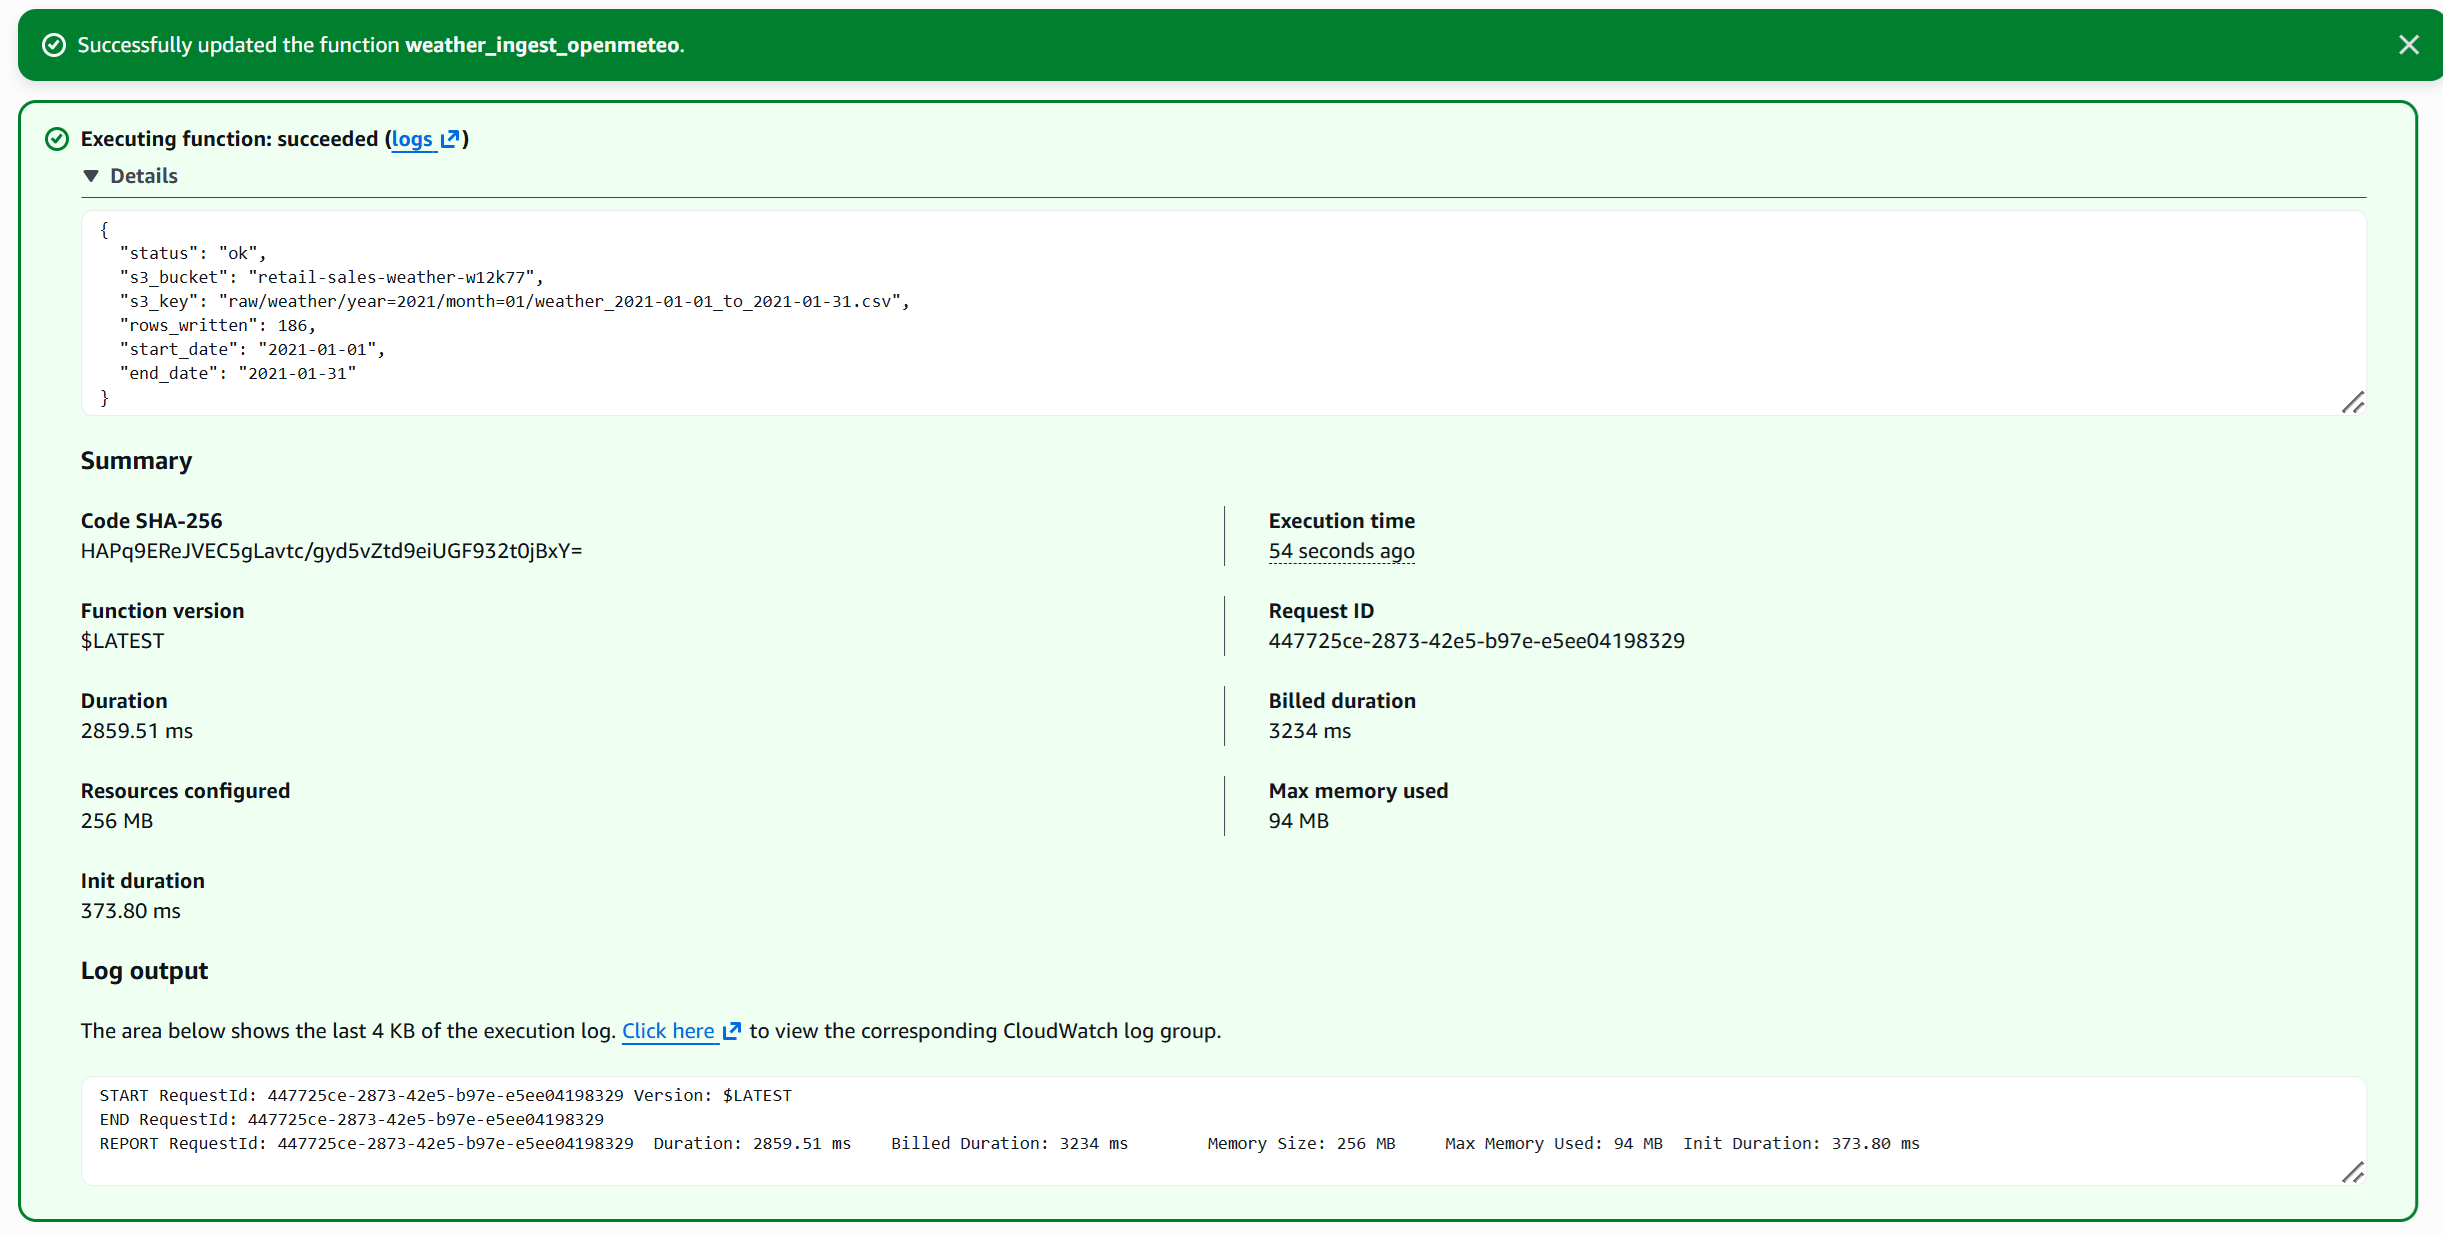 Successfully updated the function weather_ingest_openmeteo.
Executing function: succeeded (logs)
Details
{
"status": "ok",
"s3_bucket": "retail-sales-weather-w12k77",
"s3_key": "raw/weather/year=2021/month=01/weather_2021-01-01_to_2021-01-31.csv",
"rows_written": 186,
"start_date": "2021-01-01",
"end_date": "2021-01-31"
}
Summary
Code SHA-256
HAPq9EReJVEC5gLavtc/gyd5vZtd9eiUGF932t0jBxY=
Execution time
54 seconds ago
Function version
$LATEST
Request ID
447725ce-2873-42e5-b97e-e5ee04198329
Duration
2859.51 ms
Billed duration
3234 ms
Resources configured
256 MB
Max memory used
94 MB
Init duration
373.80 ms
Log output
The area below shows the last 4 KB of the execution log. Click here to view the corresponding CloudWatch log group.
START RequestId: 447725ce-2873-42e5-b97e-e5ee04198329 Version: $LATEST
END RequestId: 447725ce-2873-42e5-b97e-e5ee04198329
REPORT RequestId: 447725ce-2873-42e5-b97e-e5ee04198329 Duration: 2859.51 ms Billed Duration: 3234 ms Memory Size: 256 MB Max Memory Used: 94 MB Init Duration: 373.80 ms